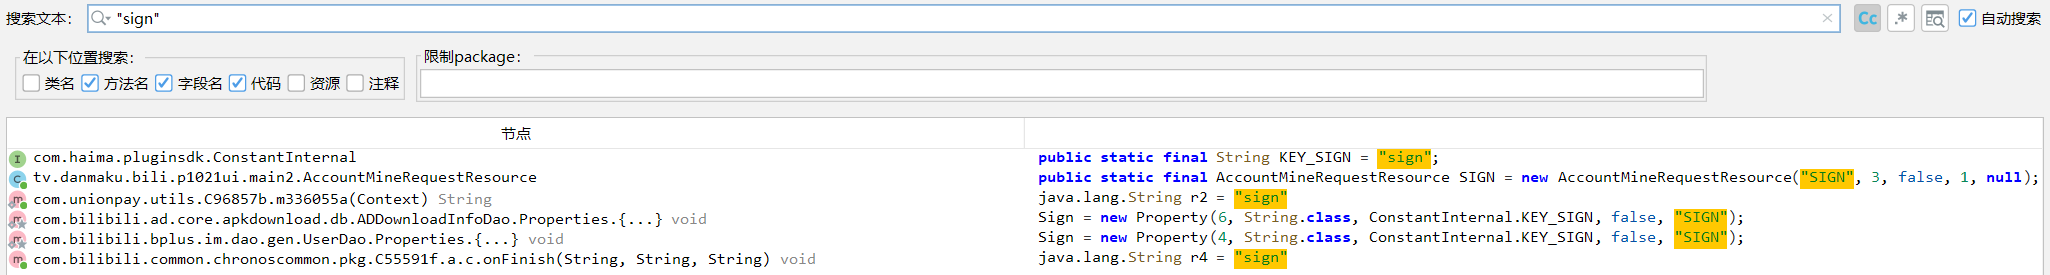 搜索文本： "sign" × Cc .* 自动搜索
在以下位置搜索： 限制package：
类名 方法名 字段名 代码 资源 注释
节点
I com.haima.pluginsdk.ConstantInternal public static final String KEY_SIGN = "sign";
C tv.danmaku.bili.p1021ui.main2.AccountMineRequestResource public static final AccountMineRequestResource SIGN = new AccountMineRequestResource("SIGN", 3, false, 1, null);
m com.unionpay.utils.C96857b.m336055a(Context) String java.lang.String r2 = "sign"
m com.bilibili.ad.core.apkdownload.db.ADDownloadInfoDao.Properties.{...} void Sign = new Property(6, String.class, ConstantInternal.KEY_SIGN, false, "SIGN");
m com.bilibili.bplus.im.dao.gen.UserDao.Properties.{...} void Sign = new Property(4, String.class, ConstantInternal.KEY_SIGN, false, "SIGN");
m com.bilibili.common.chronoscommon.pkg.C55591f.a.c.onFinish(String, String, String) void java.lang.String r4 = "sign"